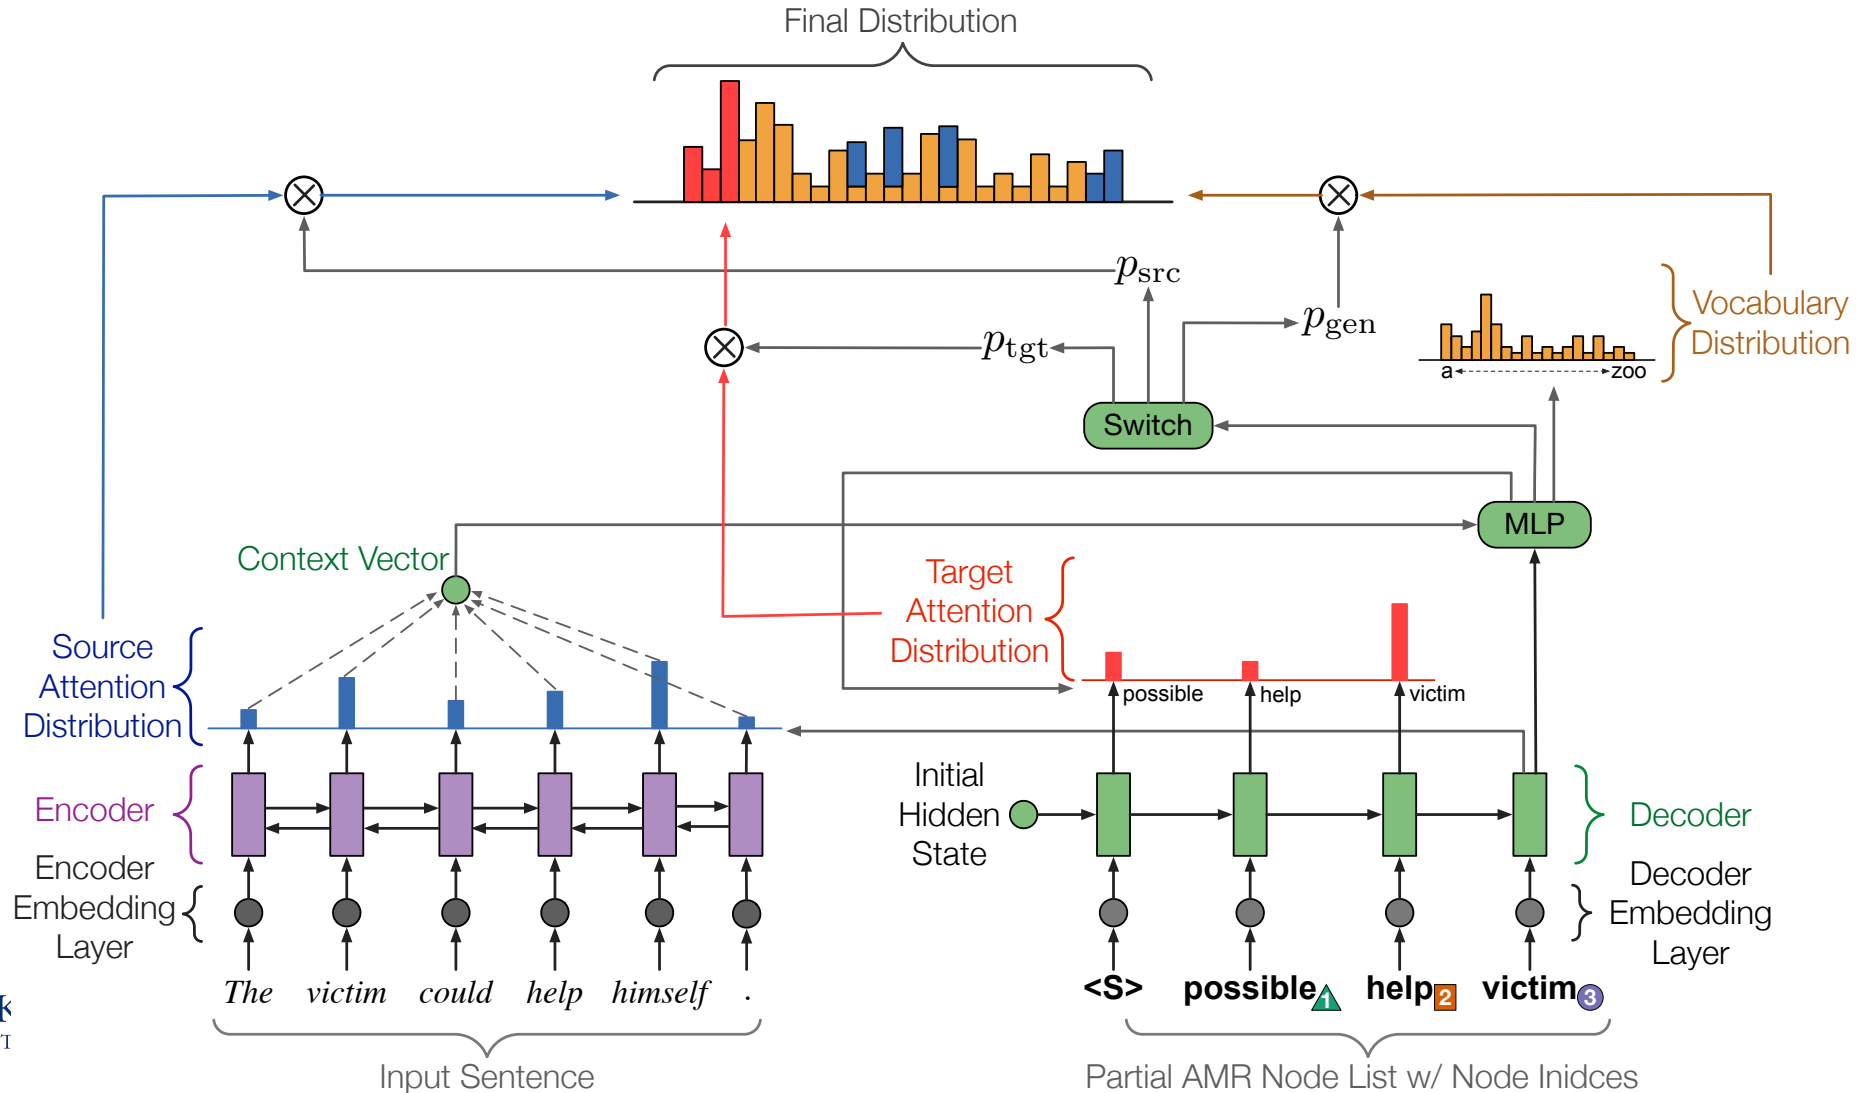 Final Distribution
p_src
p_gen
p_tgt
Vocabulary
Distribution
a
zoo
Switch
MLP
Context Vector
Target
Attention
Distribution
Source
Attention
Distribution
possible
help
victim
Encoder
Initial
Hidden
State
Decoder
Encoder
Embedding
Layer
Decoder
Embedding
Layer
The victim could help himself .
<S> possible 1 help 2 victim 3
Input Sentence
Partial AMR Node List w/ Node Inidces